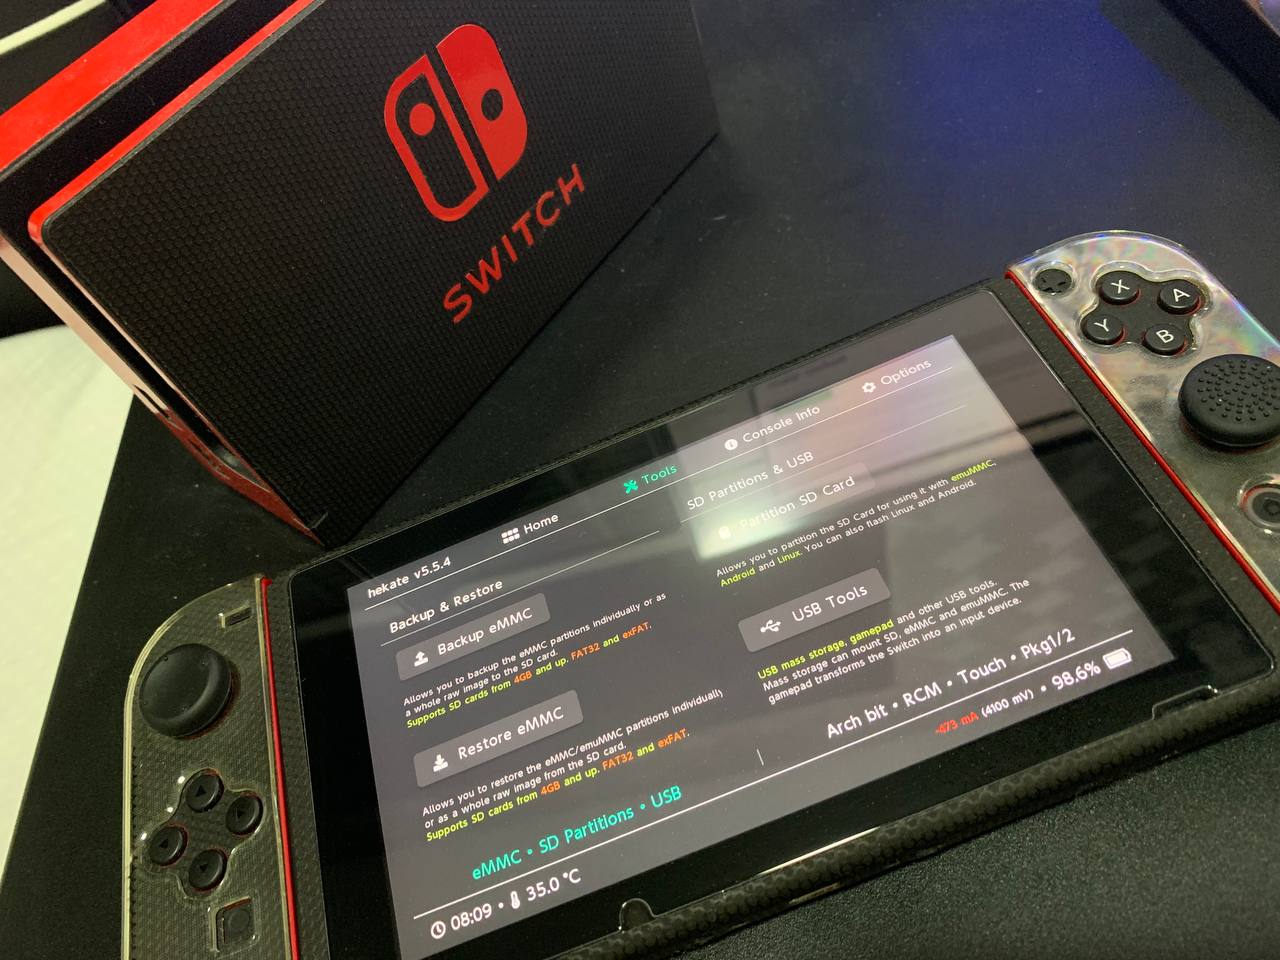 SWITCH
X
A
Y
B
hekate v5.5.4
Home
Tools
Console Info
Options
Backup & Restore
Backup eMMC
Allows you to backup the eMMC partitions individually or as
a whole raw image to the SD card.
Supports SD cards from 4GB and up. FAT32 and exFAT.
Restore eMMC
Allows you to restore the eMMC/emuMMC partitions individually
or as a whole raw image from the SD card.
Supports SD cards from 4GB and up. FAT32 and exFAT.
SD Partitions & USB
Partition SD Card
Allows you to partition the SD Card for using it with emuMMC,
Android and Linux. You can also flash Linux and Android.
USB Tools
USB mass storage, gamepad and other USB tools.
Mass storage can mount SD, eMMC and emuMMC. The
gamepad transforms the Switch into an input device.
eMMC • SD Partitions • USB
Arch bit • RCM • Touch • Pkg1/2
08:09 • 35.0 °C
-473 mA (4100 mV) • 98.6%